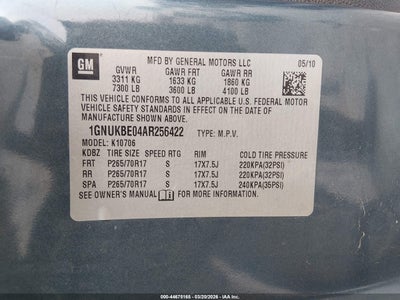 GM
MFD BY GENERAL MOTORS LLC 05/10
GVWR GAWR FRT GAWR RR
3311 KG 1633 KG 1860 KG
7300 LB 3600 LB 4100 LB
THIS VEHICLE CONFORMS TO ALL APPLICABLE U.S. FEDERAL MOTOR
VEHICLE SAFETY STANDARDS IN EFFECT ON THE DATE OF
MANUFACTURE SHOWN ABOVE.
1GNUKBE04AR256422 TYPE: M.P.V.
MODEL: K10706
KDBZ TIRE SIZE SPEED RTG RIM COLD TIRE PRESSURE
FRT P265/70R17 S 17X7.5J 220KPA(32PSI)
RR P265/70R17 S 17X7.5J 220KPA(32PSI)
SPA P265/70R17 S 17X7.5J 240KPA(35PSI)
SEE OWNER'S MANUAL FOR MORE INFORMATION.
000-44675165 - 03/20/2026 - IAA, Inc.